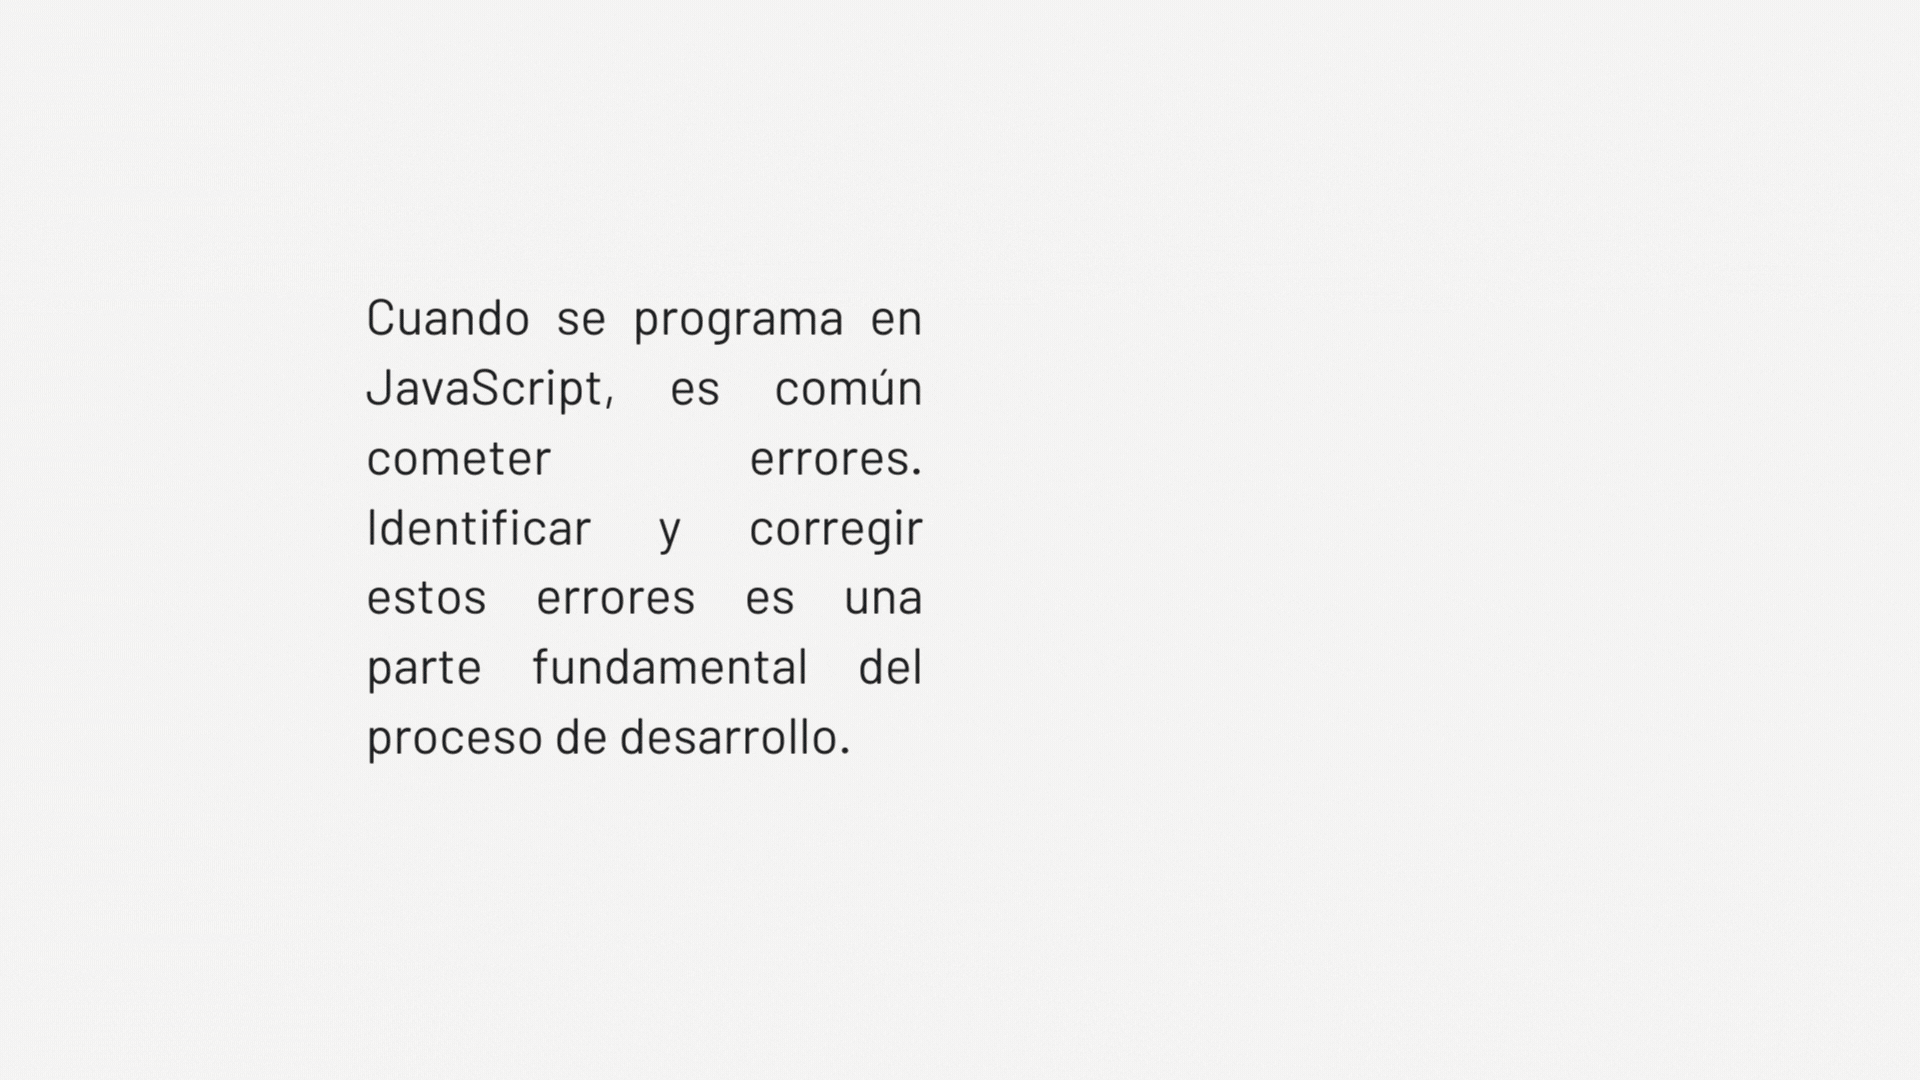 Cuando se programa en
JavaScript, es común
cometer errores.
Identificar y corregir
estos errores es una
parte fundamental del
proceso de desarrollo.